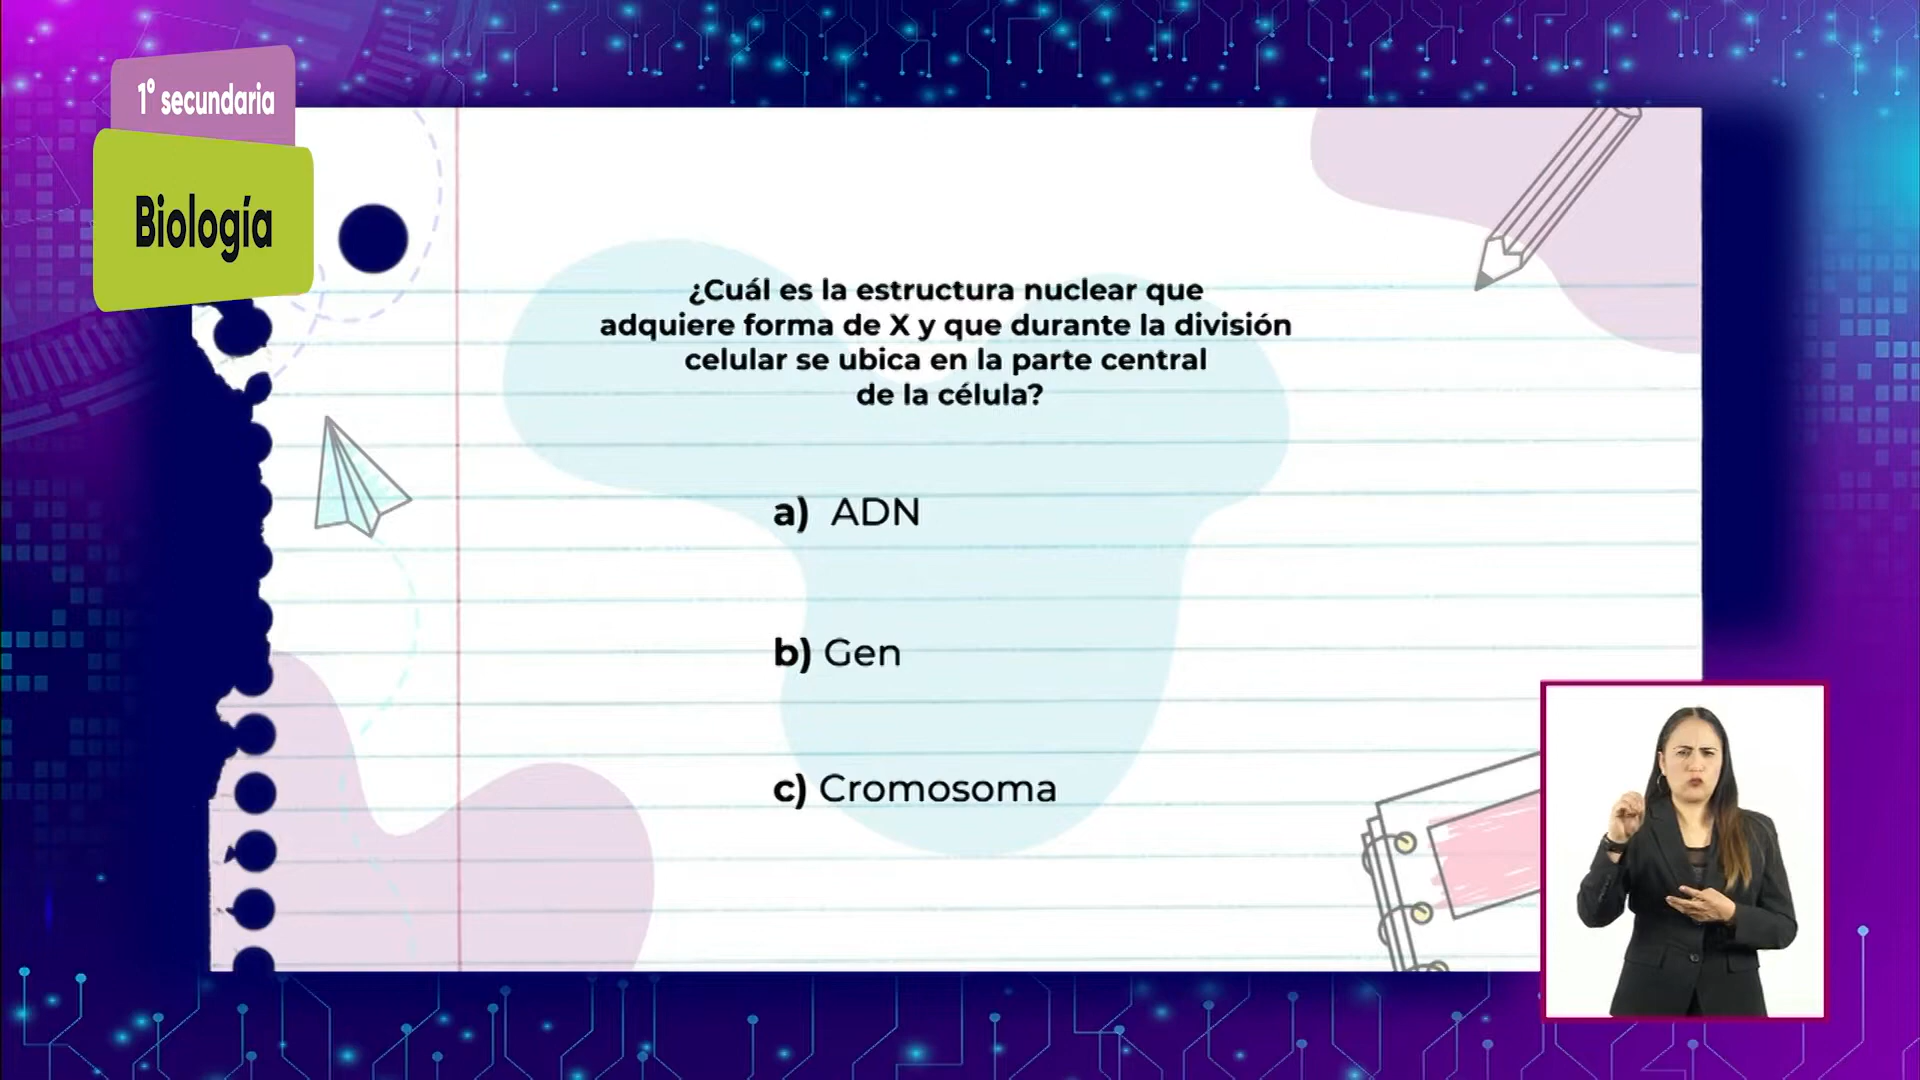 1° secundaria
Biología
¿Cuál es la estructura nuclear que
adquiere forma de X y que durante la división
celular se ubica en la parte central
de la célula?
a) ADN
b) Gen
c) Cromosoma